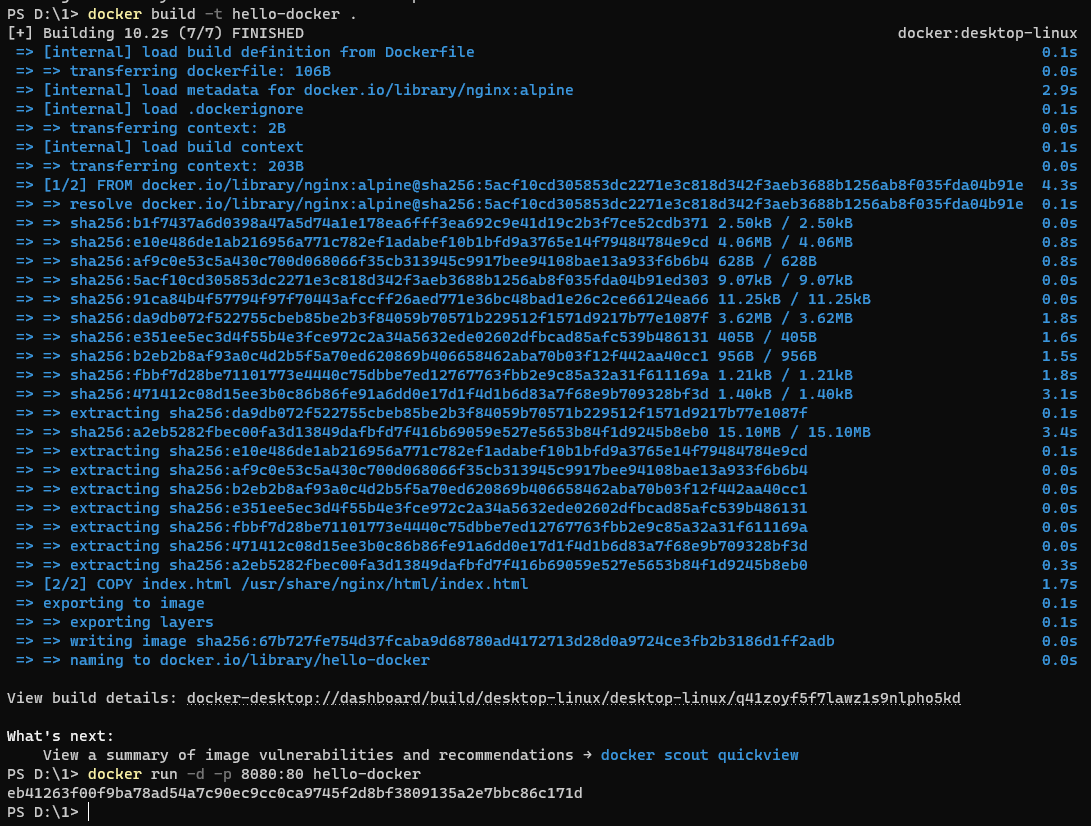 PS D:\1> docker build -t hello-docker .
[+] Building 10.2s (7/7) FINISHED docker:desktop-linux
=> [internal] load build definition from Dockerfile 0.1s
=> => transferring dockerfile: 106B 0.0s
=> [internal] load metadata for docker.io/library/nginx:alpine 2.9s
=> [internal] load .dockerignore 0.1s
=> => transferring context: 2B 0.0s
=> [internal] load build context 0.1s
=> => transferring context: 203B 0.0s
=> [1/2] FROM docker.io/library/nginx:alpine@sha256:5acf10cd305853dc2271e3c818d342f3aeb3688b1256ab8f035fda04b91e 4.3s
=> => resolve docker.io/library/nginx:alpine@sha256:5acf10cd305853dc2271e3c818d342f3aeb3688b1256ab8f035fda04b91e 0.1s
=> => sha256:b1f7437a6d0398a47a5d74a1e178ea6fff3ea692c9e41d19c2b3f7ce52cdb371 2.50kB / 2.50kB 0.0s
=> => sha256:e10e486de1ab216956a771c782ef1adabef10b1bfd9a3765e14f79484784e9cd 4.06MB / 4.06MB 0.8s
=> => sha256:af9c0e53c5a430c700d068066f35cb313945c9917bee94108bae13a933f6b6b4 628B / 628B 0.8s
=> => sha256:5acf10cd305853dc2271e3c818d342f3aeb3688b1256ab8f035fda04b91ed303 9.07kB / 9.07kB 0.0s
=> => sha256:91ca84b4f57794f97f70443afccff26aed771e36bc48bad1e26c2ce66124ea66 11.25kB / 11.25kB 0.0s
=> => sha256:da9db072f522755cbeb85be2b3f84059b70571b229512f1571d9217b77e1087f 3.62MB / 3.62MB 1.8s
=> => sha256:e351ee5ec3d4f55b4e3fce972c2a34a5632ede02602dfbcad85afc539b486131 405B / 405B 1.6s
=> => sha256:b2eb2b8af93a0c4d2b5f5a70ed620869b406658462aba70b03f12f442aa40cc1 956B / 956B 1.5s
=> => sha256:fbbf7d28be71101773e4440c75dbbe7ed12767763fbb2e9c85a32a31f611169a 1.21kB / 1.21kB 1.8s
=> => sha256:471412c08d15ee3b0c86b86fe91a6dd0e17d1f4d1b6d83a7f68e9b709328bf3d 1.40kB / 1.40kB 3.1s
=> => extracting sha256:da9db072f522755cbeb85be2b3f84059b70571b229512f1571d9217b77e1087f 0.1s
=> => sha256:a2eb5282fbec00fa3d13849dafbfd7f416b69059e527e5653b84f1d9245b8eb0 15.10MB / 15.10MB 3.4s
=> => extracting sha256:e10e486de1ab216956a771c782ef1adabef10b1bfd9a3765e14f79484784e9cd 0.1s
=> => extracting sha256:af9c0e53c5a430c700d068066f35cb313945c9917bee94108bae13a933f6b6b4 0.0s
=> => extracting sha256:b2eb2b8af93a0c4d2b5f5a70ed620869b406658462aba70b03f12f442aa40cc1 0.0s
=> => extracting sha256:e351ee5ec3d4f55b4e3fce972c2a34a5632ede02602dfbcad85afc539b486131 0.0s
=> => extracting sha256:fbbf7d28be71101773e4440c75dbbe7ed12767763fbb2e9c85a32a31f611169a 0.0s
=> => extracting sha256:471412c08d15ee3b0c86b86fe91a6dd0e17d1f4d1b6d83a7f68e9b709328bf3d 0.0s
=> => extracting sha256:a2eb5282fbec00fa3d13849dafbfd7f416b69059e527e5653b84f1d9245b8eb0 0.3s
=> [2/2] COPY index.html /usr/share/nginx/html/index.html 1.7s
=> exporting to image 0.1s
=> => exporting layers 0.1s
=> => writing image sha256:67b727fe754d37fcaba9d68780ad4172713d28d0a9724ce3fb2b3186d1ff2adb 0.0s
=> => naming to docker.io/library/hello-docker 0.0s
View build details: docker-desktop://dashboard/build/desktop-linux/desktop-linux/q41zoyf5f7lawz1s9nlpho5kd
What's next:
View a summary of image vulnerabilities and recommendations → docker scout quickview
PS D:\1> docker run -d -p 8080:80 hello-docker
eb41263f00f9ba78ad54a7c90ec9cc0ca9745f2d8bf3809135a2e7bbc86c171d
PS D:\1>